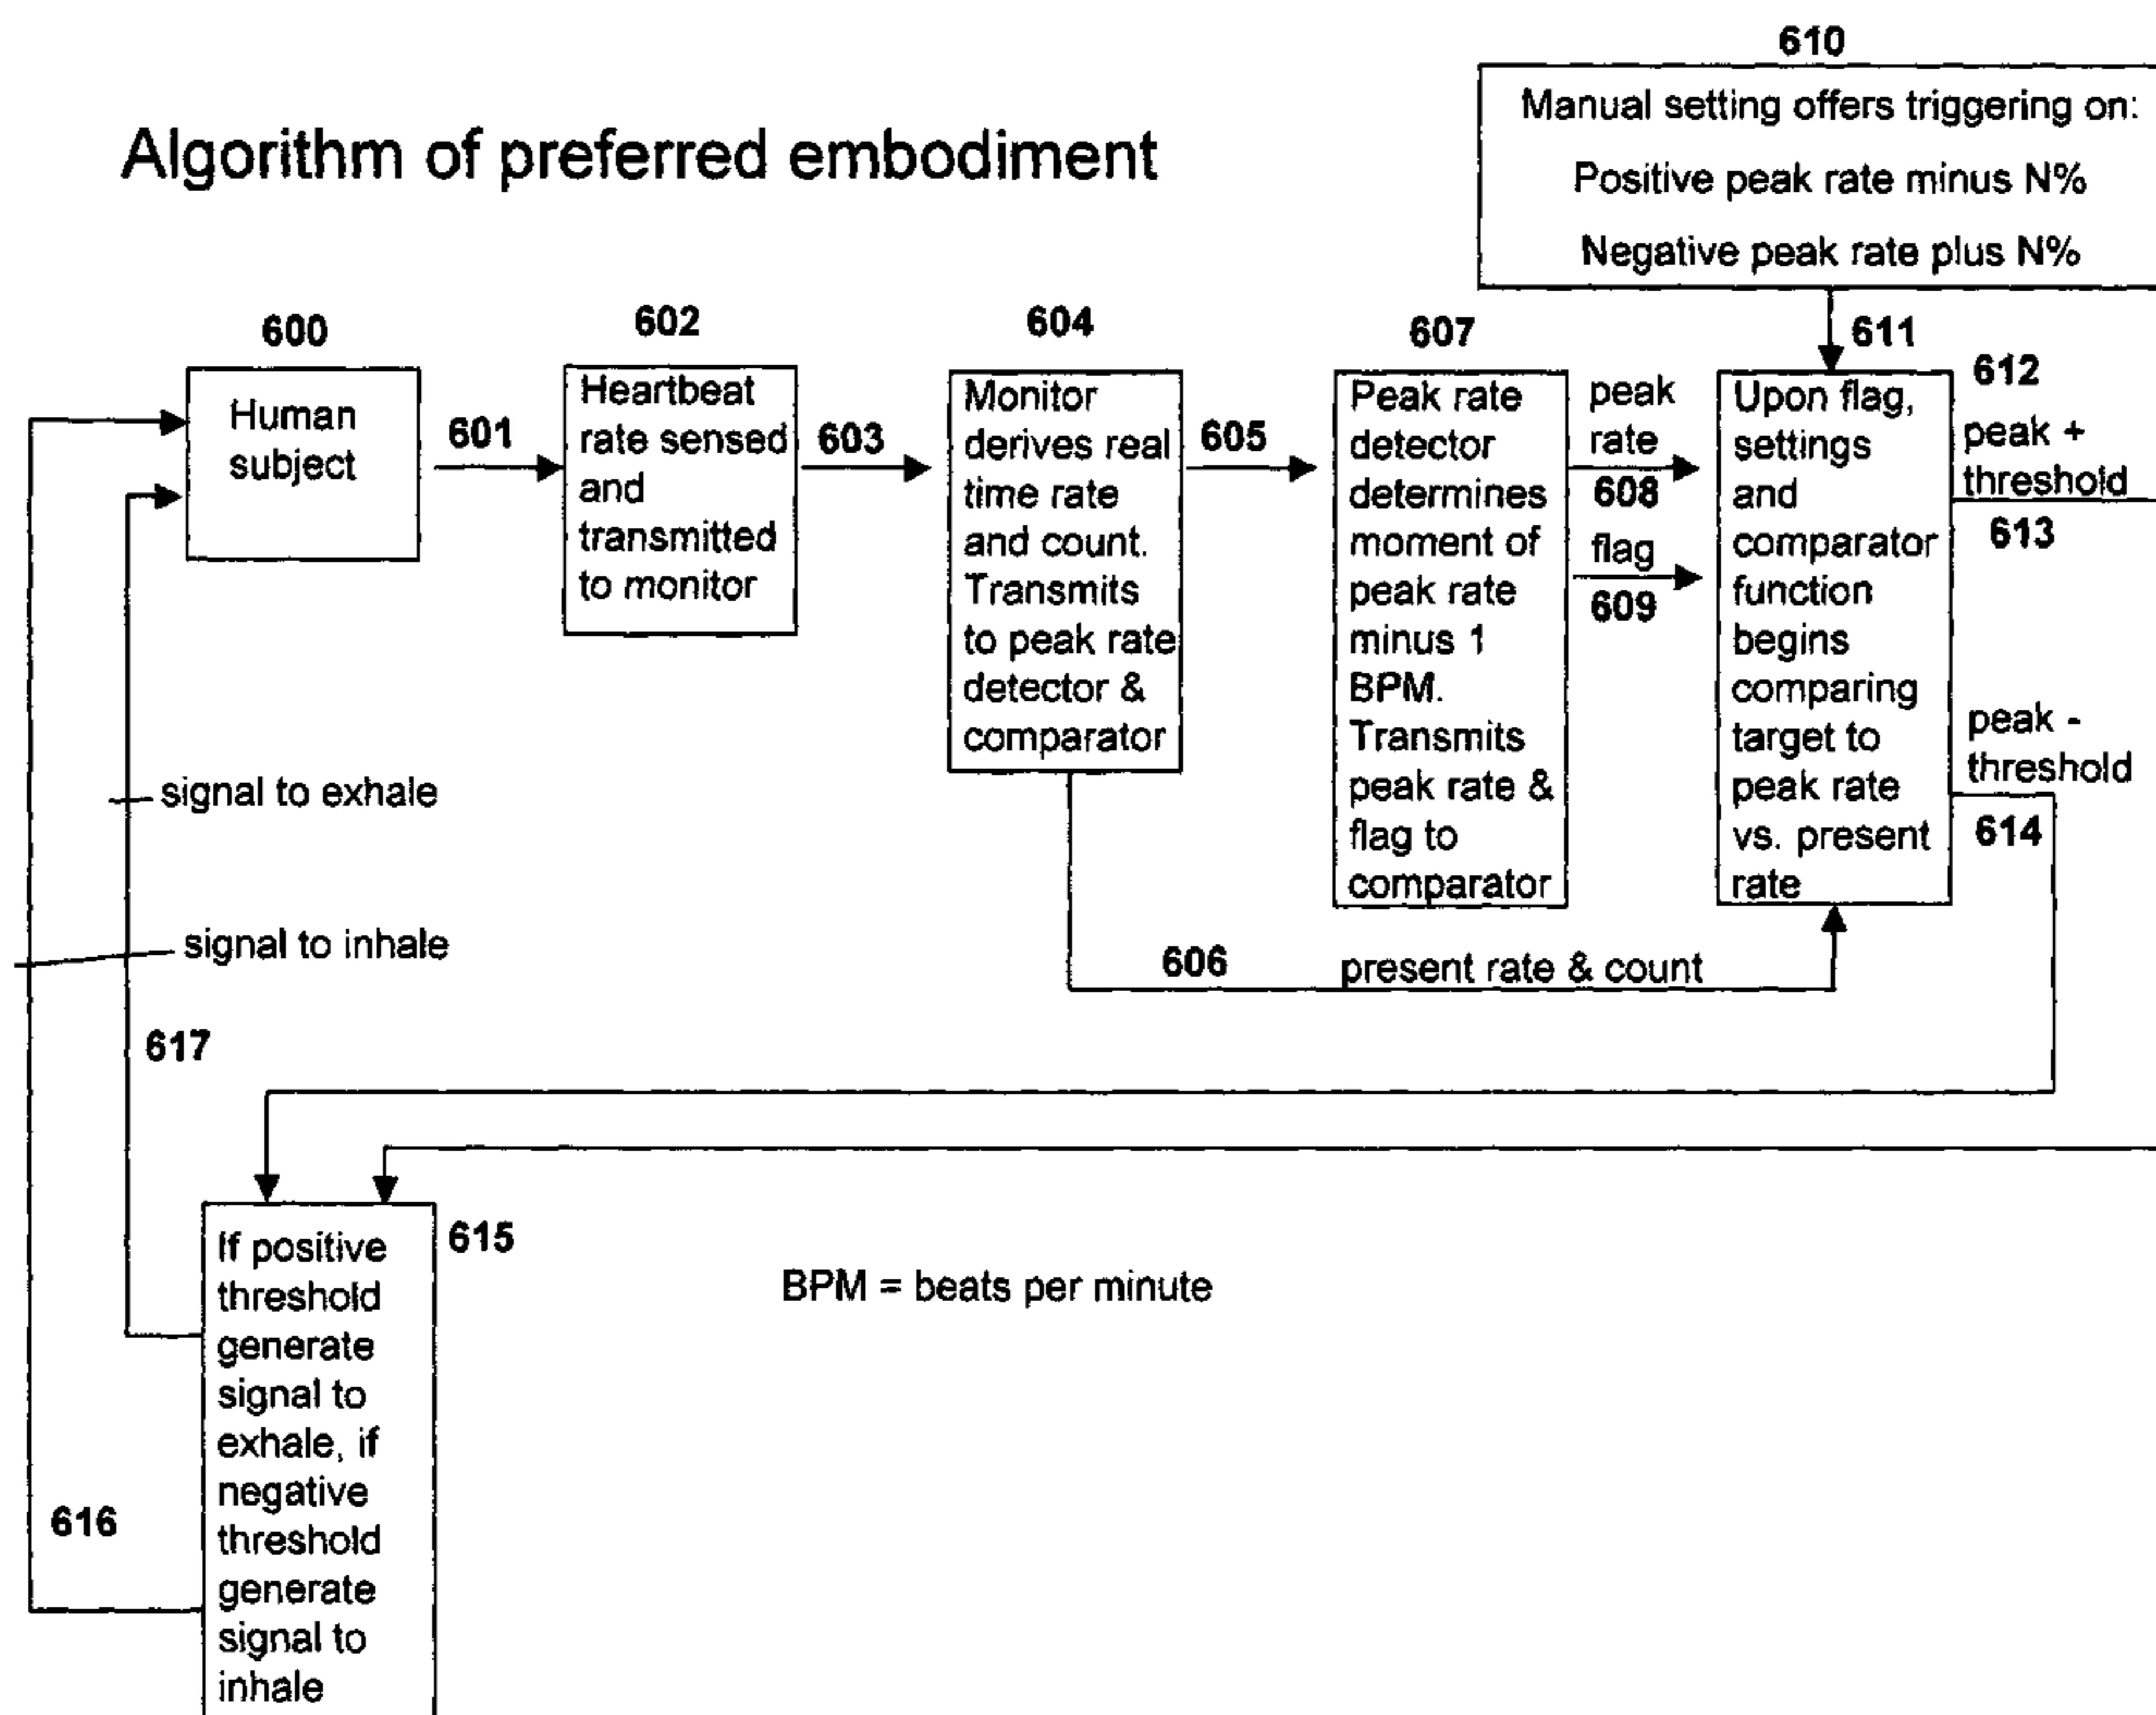 610
Manual setting offers triggering on:
Positive peak rate minus N%
Negative peak rate plus N%
Algorithm of preferred embodiment
600
Human
subject
601
602
Heartbeat
rate sensed
and
transmitted
to monitor
603
604
Monitor
derives real
time rate
and count.
Transmits
to peak rate
detector &
comparator
605
607
Peak rate
detector
determines
moment of
peak rate
minus 1
BPM.
Transmits
peak rate &
flag to
comparator
peak
rate
608
flag
609
611
612
Upon flag,
settings
and
comparator
function
begins
comparing
target to
peak rate
vs. present
rate
peak +
threshold
613
peak -
threshold
614
606
present rate & count
signal to exhale
signal to inhale
617
615
If positive
threshold
generate
signal to
exhale, if
negative
threshold
generate
signal to
inhale
616
BPM = beats per minute